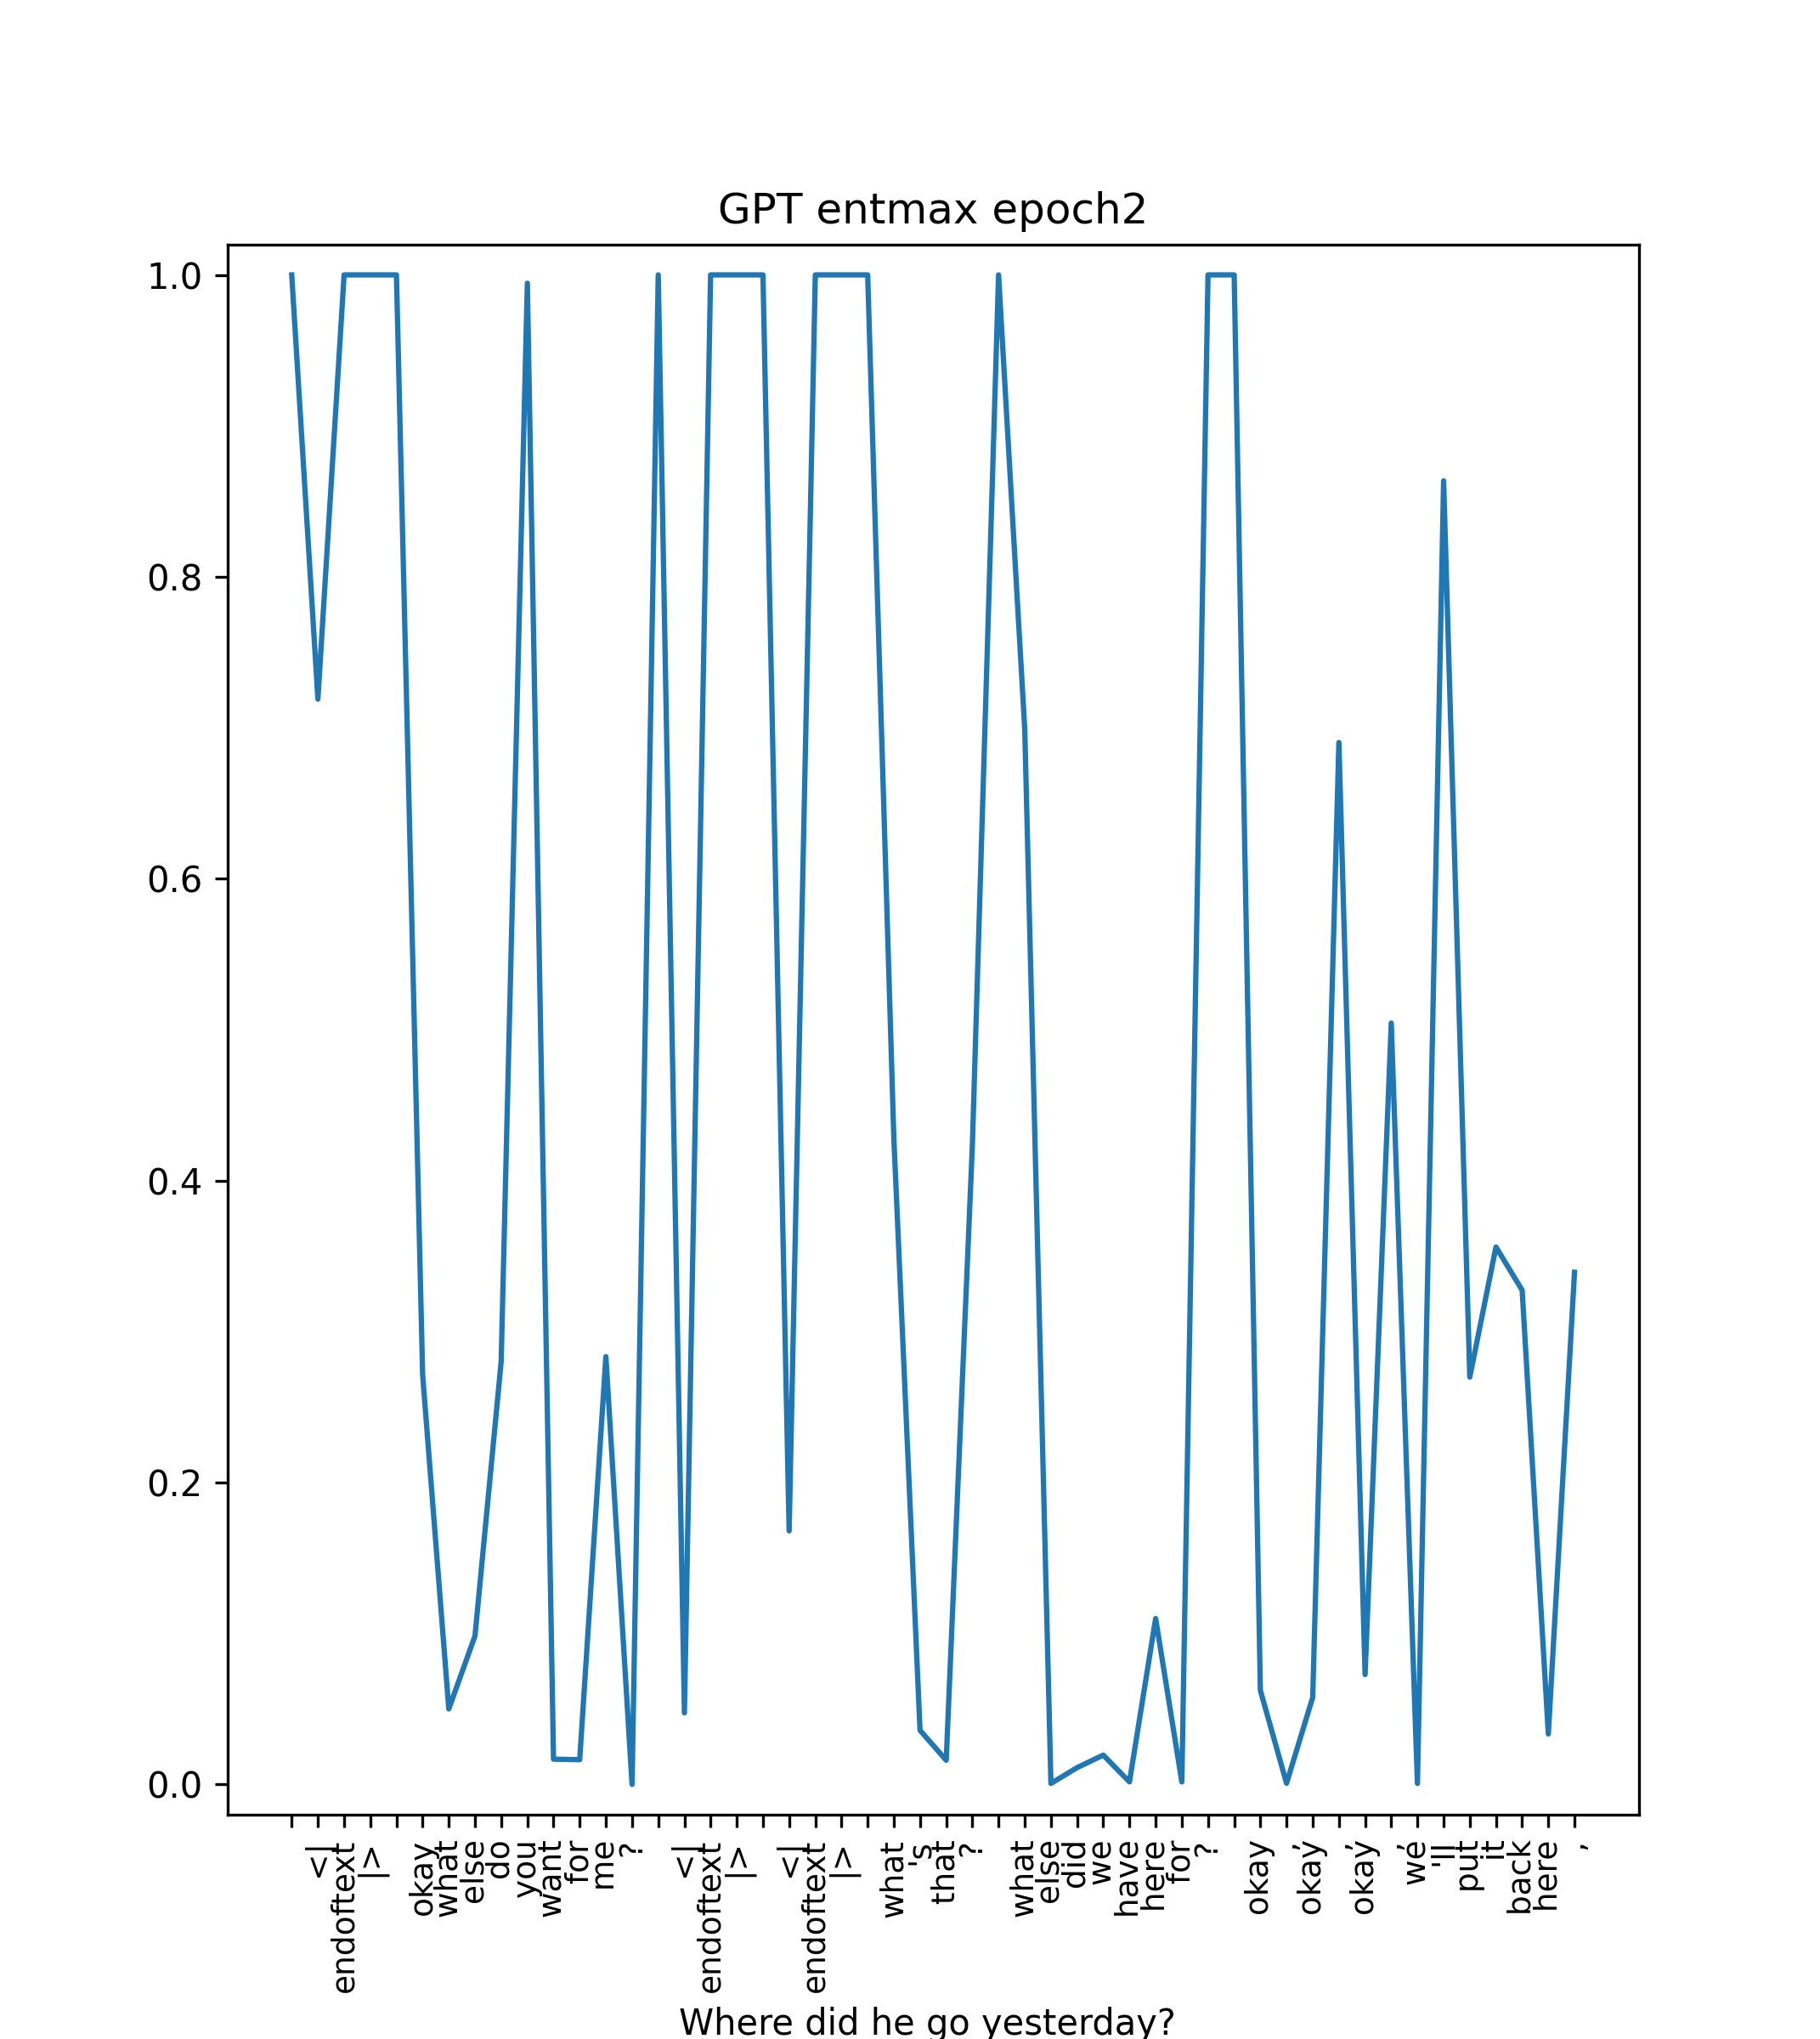 GPT entmax epoch2
1.0
0.8
0.6
0.4
0.2
0.0
<|
endoftext
|>
okay
what
else
do
you
want
for
me
?
<|
endoftext
|>
<|
endoftext
|>
what
's
that
?
what
else
did
we
have
here
for
?
okay
,
okay
,
okay
,
we
'll
put
it
back
here
,
Where did he go yesterday?